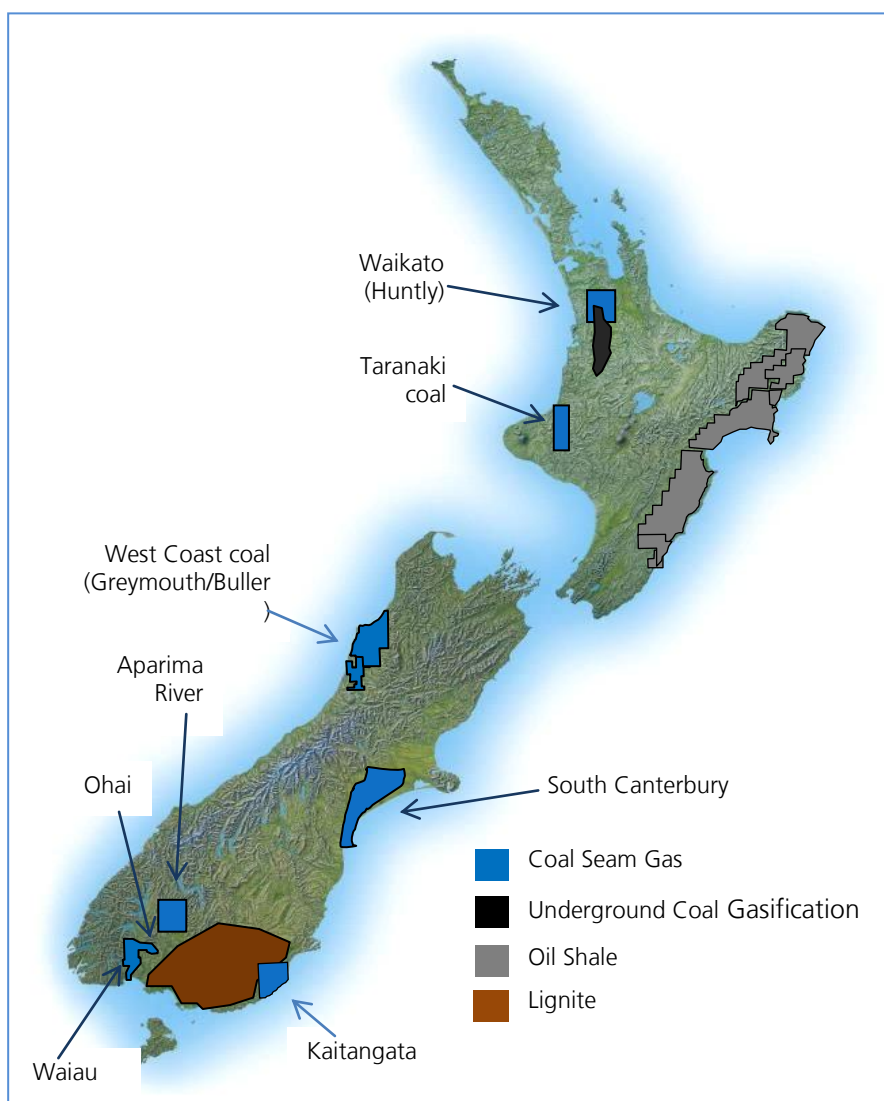 Waikato
(Huntly)
Taranaki
coal
West Coast coal
(Greymouth/Buller
)
Aparima
River
Ohai
South Canterbury
Coal Seam Gas
Underground Coal Gasification
Oil Shale
Lignite
Kaitangata
Waiau